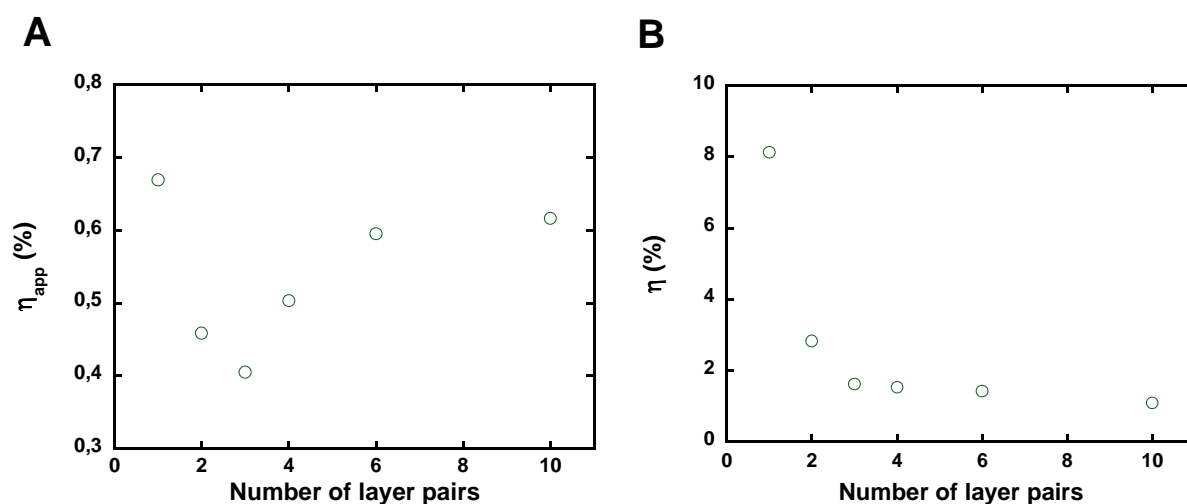 A
0,8
0,7
0,6
0,5
0,4
0,3
η_app (%)
0 2 4 6 8 10
Number of layer pairs
B
10
8
6
4
2
0
η (%)
0 2 4 6 8 10
Number of layer pairs